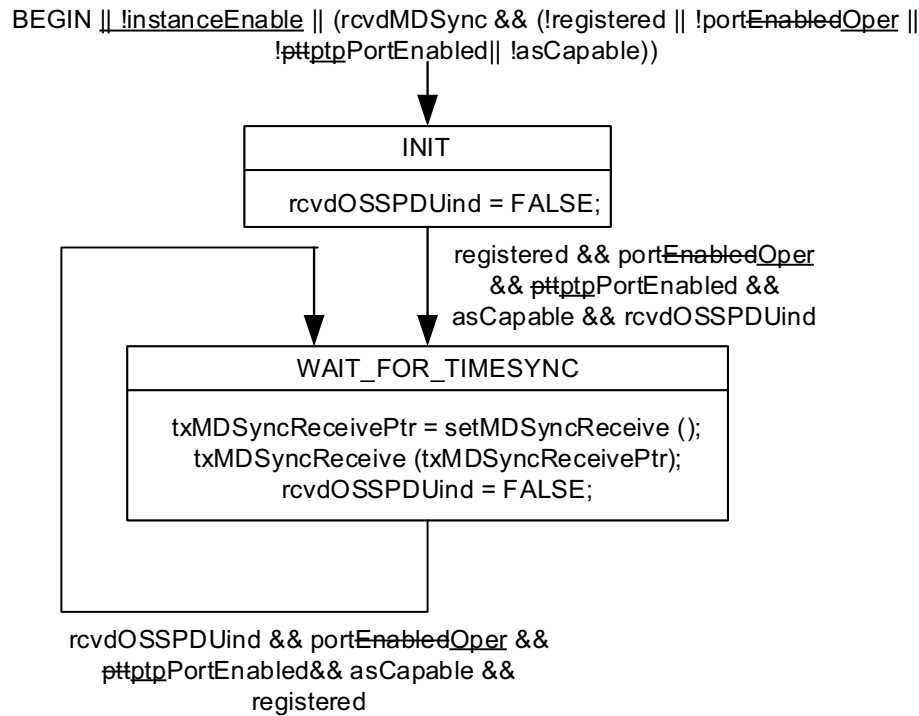 BEGIN || !instanceEnable || (rcvdMDSync && (!registered || !portEnabledOper ||
!pttptpPortEnabled|| !asCapable))
INIT
rcvdOSSPDUind = FALSE;
registered && portEnabledOper
&& pttptpPortEnabled &&
asCapable && rcvdOSSPDUind
WAIT_FOR_TIMESYNC
txMDSyncReceivePtr = setMDSyncReceive ();
txMDSyncReceive (txMDSyncReceivePtr);
rcvdOSSPDUind = FALSE;
rcvdOSSPDUind && portEnabledOper &&
pttptpPortEnabled&& asCapable &&
registered